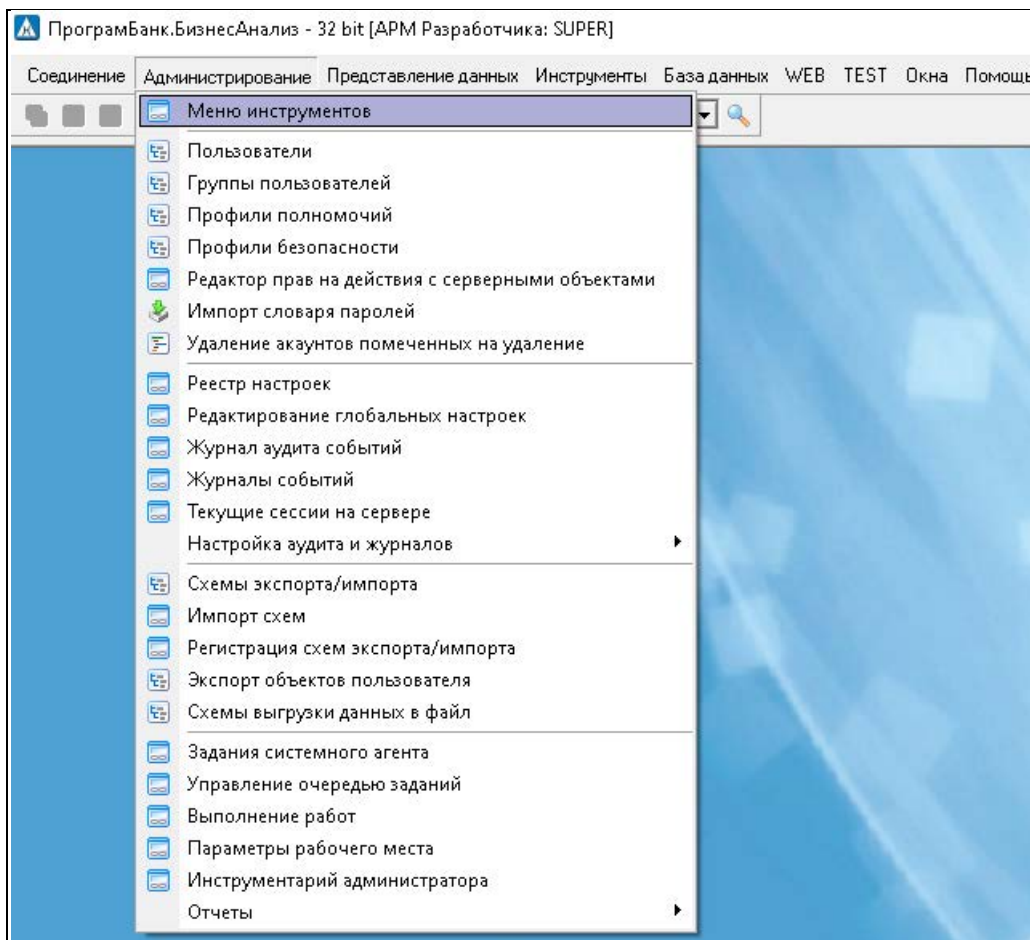 ПрограмБанк.БизнесАнализ - 32 bit [АРМ Разработчика: SUPER]
Соединение Администрирование Представление данных Инструменты База данных WEB TEST Окна Помощь
Меню инструментов
Пользователи
Группы пользователей
Профили полномочий
Профили безопасности
Редактор прав на действия с серверными объектами
Импорт словаря паролей
Удаление акаунтов помеченных на удаление
Реестр настроек
Редактирование глобальных настроек
Журнал аудита событий
Журналы событий
Текущие сессии на сервере
Настройка аудита и журналов
Схемы экспорта/импорта
Импорт схем
Регистрация схем экспорта/импорта
Экспорт объектов пользователя
Схемы выгрузки данных в файл
Задания системного агента
Управление очередью заданий
Выполнение работ
Параметры рабочего места
Инструментарий администратора
Отчеты